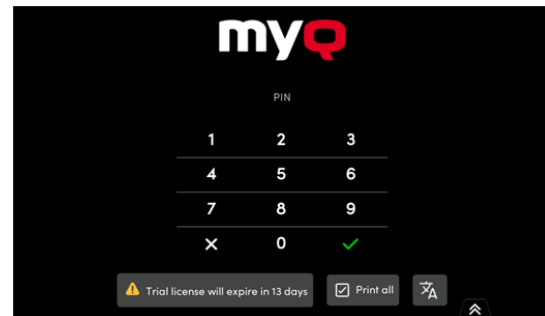 myQ
PIN
1 2 3
4 5 6
7 8 9
0
Trial license will expire in 13 days
Print all